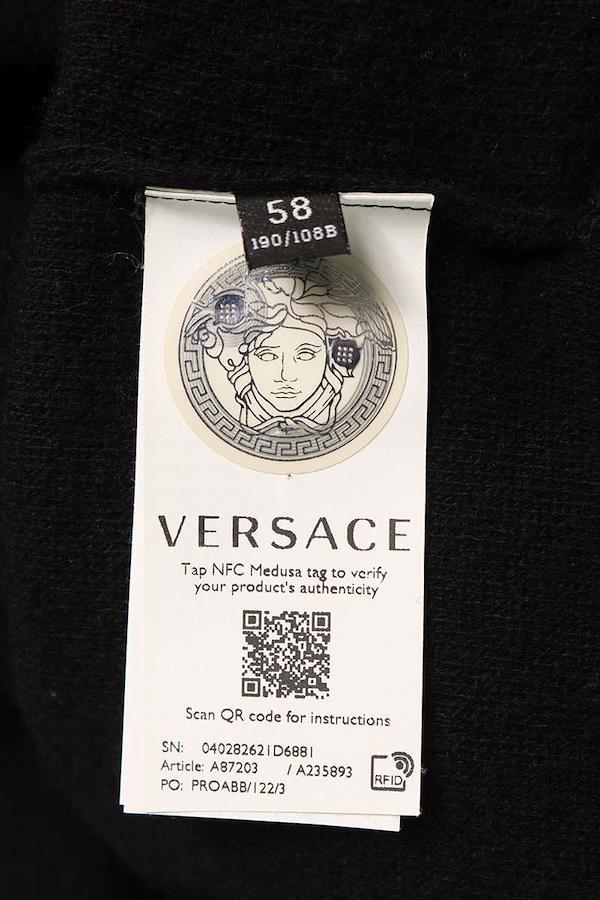 58
190/108B
VERSACE
Tap NFC Medusa tag to verify
your product's authenticity
Scan QR code for instructions
SN: 040282621D6881
Article: A87203 / A235893
PO: PROABB/122/3
RFID